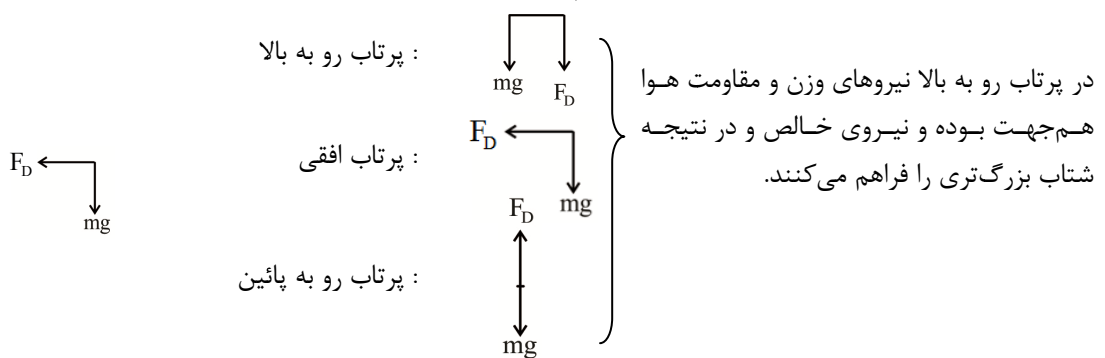 پرتاب رو به بالا :
mg
F_D
در پرتاب رو به بالا نیروهای وزن و مقاومت هوا
هم‌جهت بوده و نیروی خالص و در نتیجه
شتاب بزرگ‌تری را فراهم می‌کنند.
پرتاب افقی :
F_D
mg
F_D
mg
پرتاب رو به پائین :
F_D
mg